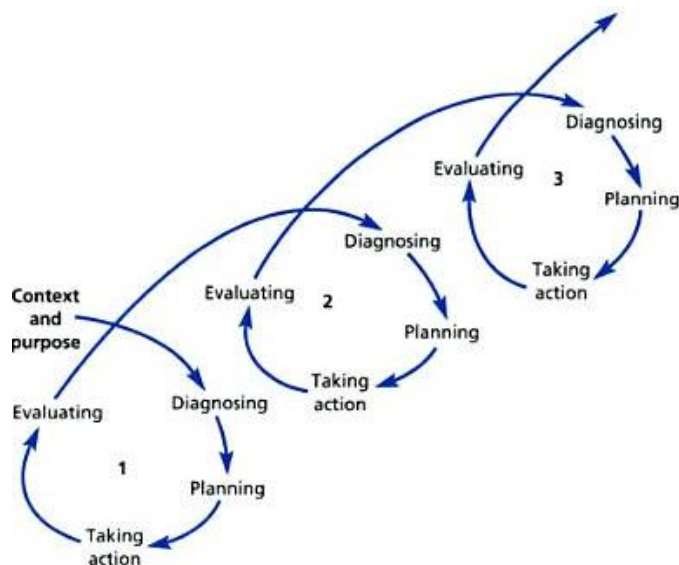 Context
and
purpose
Diagnosing
Planning
Taking
action
Evaluating
1
Diagnosing
Planning
Taking
action
Evaluating
2
Diagnosing
Planning
Taking
action
Evaluating
3